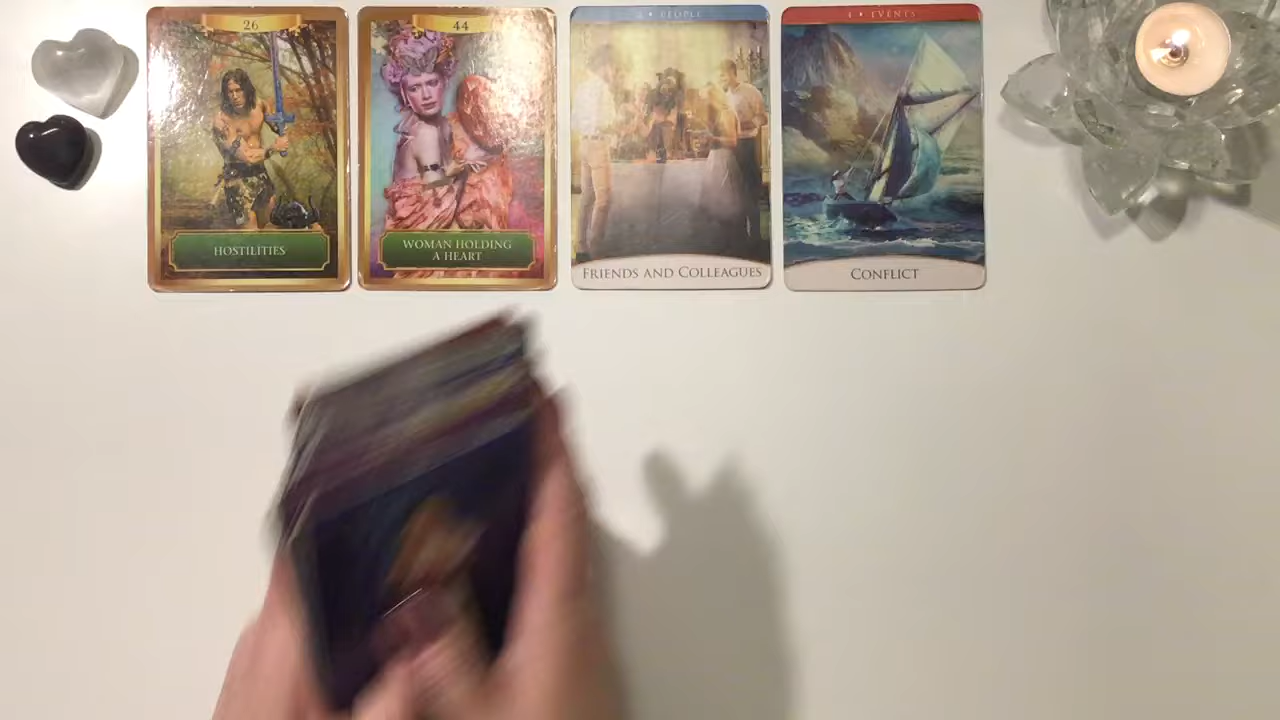 26
HOSTILITIES
44
WOMAN HOLDING
A HEART
PEOPLE
FRIENDS AND COLLEAGUES
EVENTS
CONFLICT